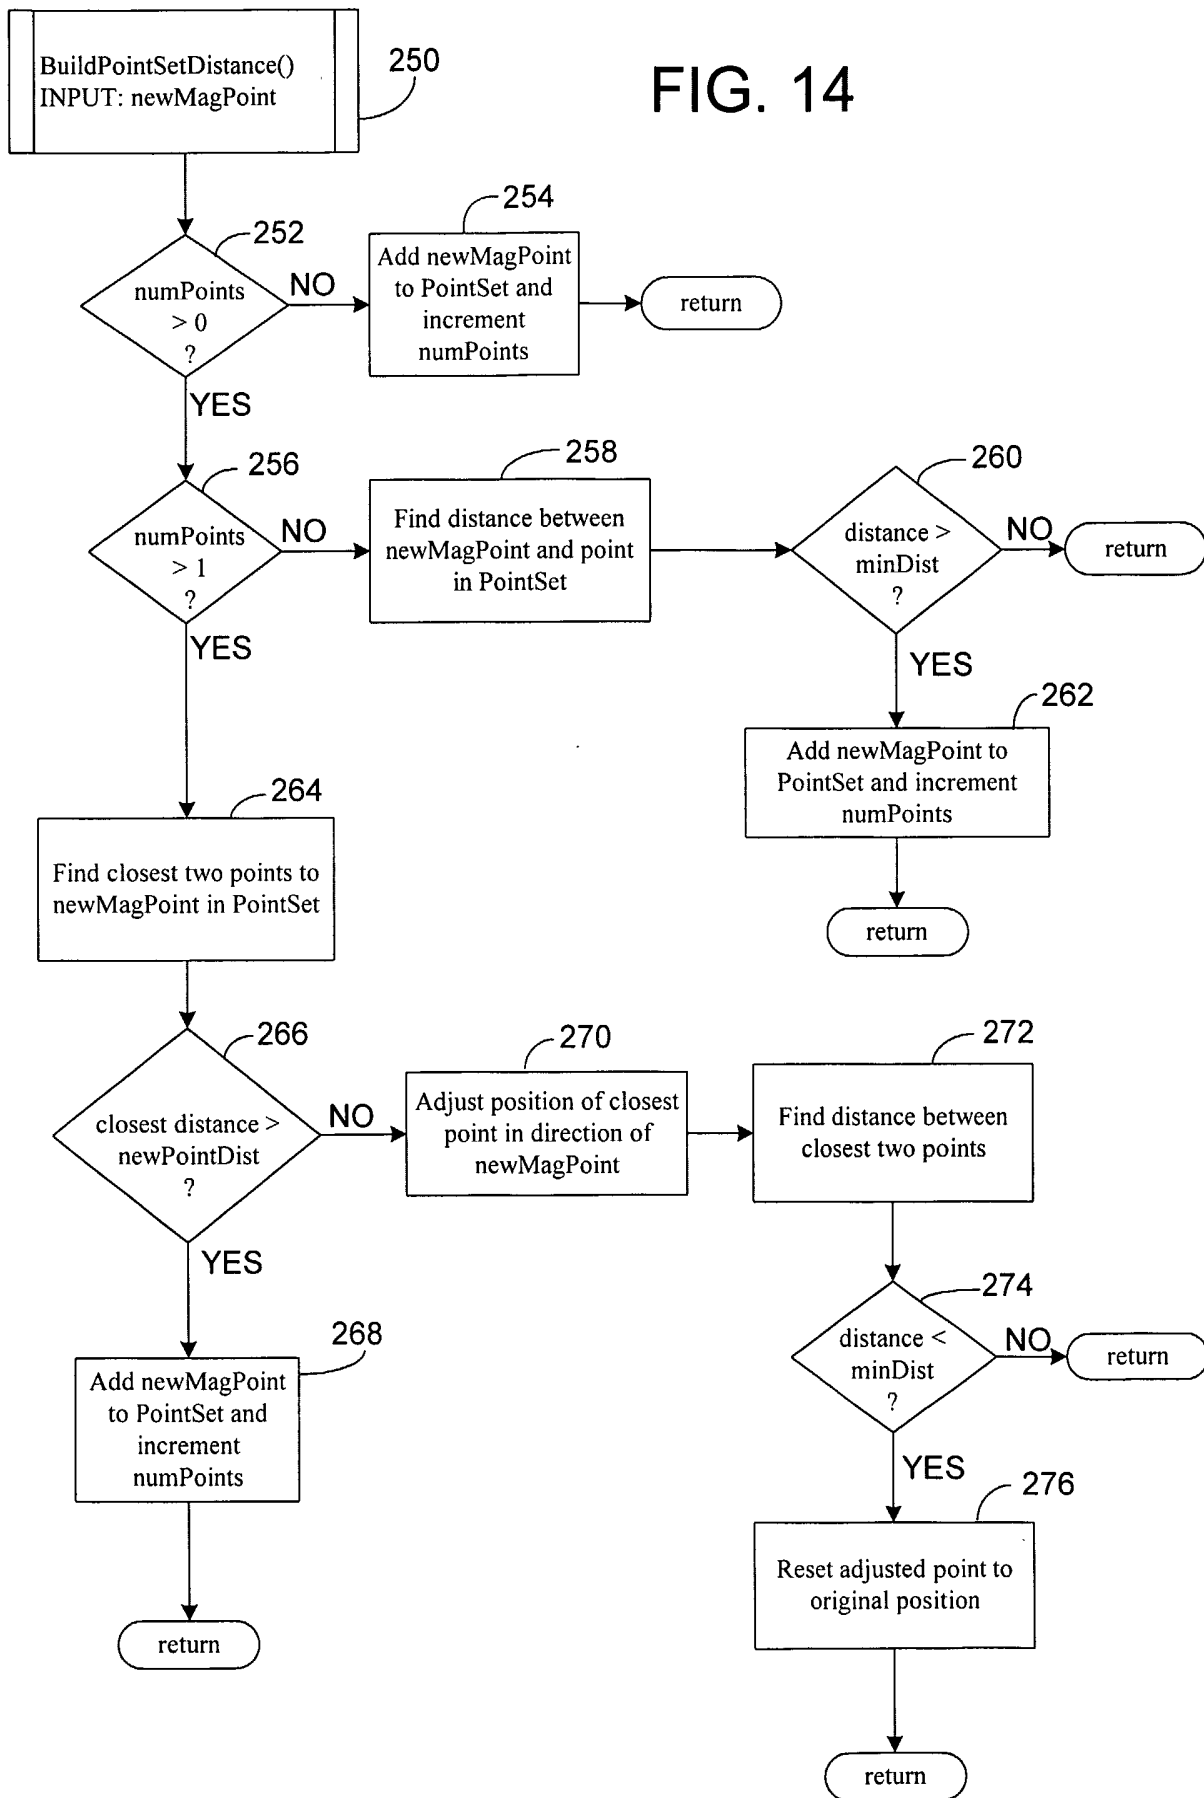 BuildPointSetDistance()
INPUT: newMagPoint
250
FIG. 14
252
numPoints
> 0
?
NO
254
Add newMagPoint
to PointSet and
increment
numPoints
return
YES
256
numPoints
> 1
?
NO
258
Find distance between
newMagPoint and point
in PointSet
260
distance >
minDist
?
NO
return
YES
262
Add newMagPoint to
PointSet and increment
numPoints
return
YES
264
Find closest two points to
newMagPoint in PointSet
266
closest distance >
newPointDist
?
NO
270
Adjust position of closest
point in direction of
newMagPoint
272
Find distance between
closest two points
274
distance <
minDist
?
NO
return
YES
276
Reset adjusted point to
original position
return
YES
268
Add newMagPoint
to PointSet and
increment
numPoints
return